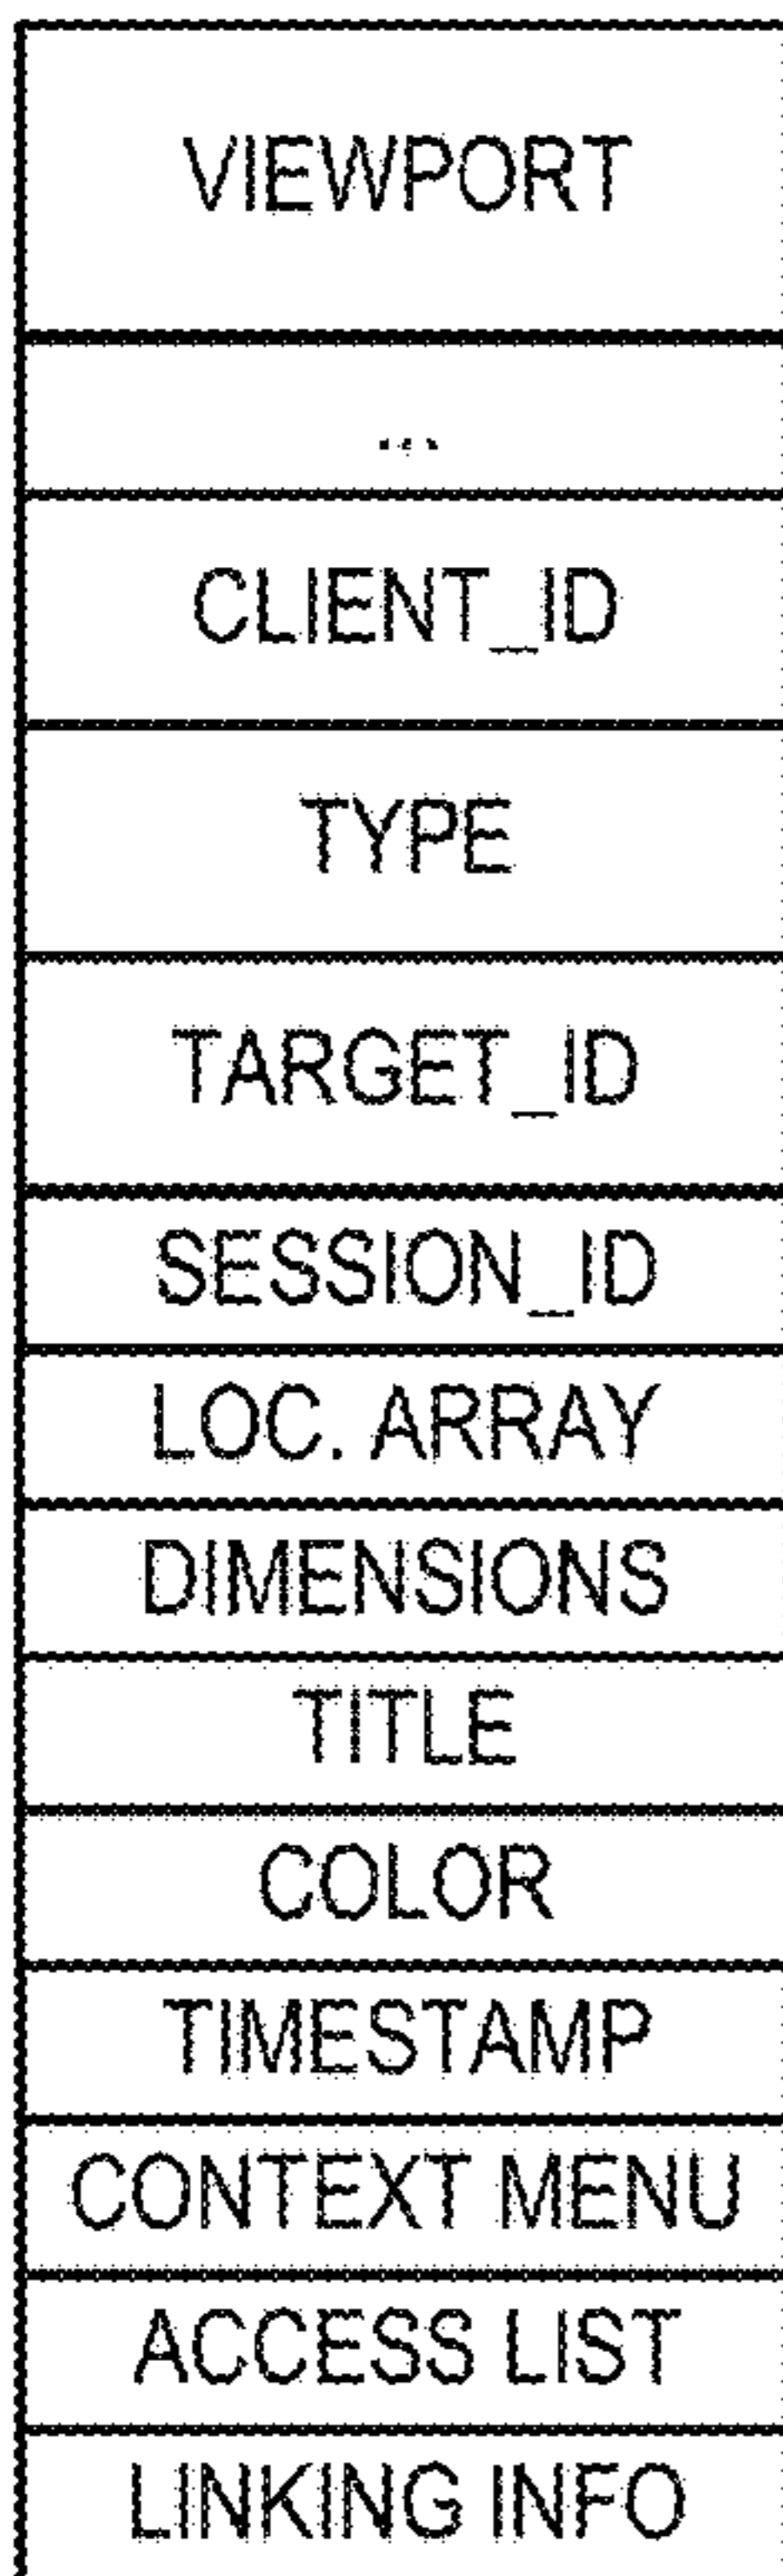 VIEWPORT
...
CLIENT_ID
TYPE
TARGET_ID
SESSION_ID
LOC. ARRAY
DIMENSIONS
TITLE
COLOR
TIMESTAMP
CONTEXT MENU
ACCESS LIST
LINKING INFO